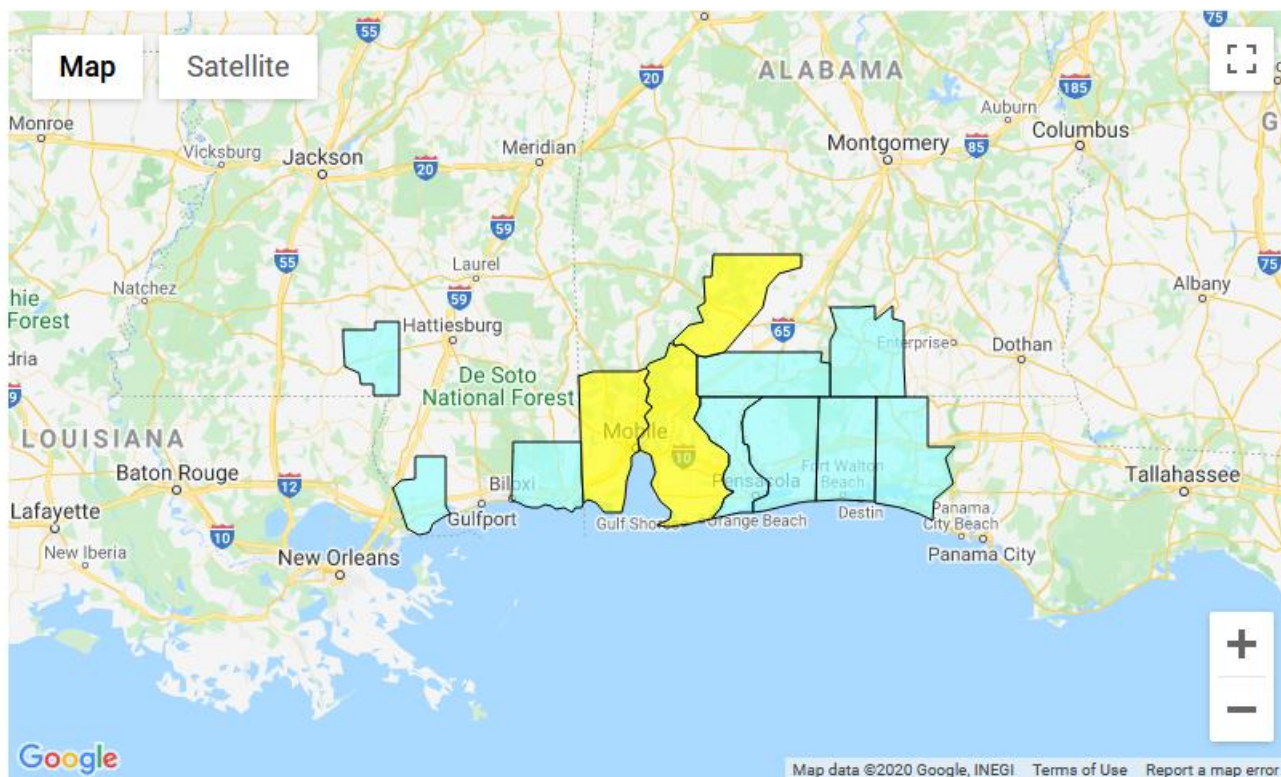 55
75
Map
Satellite
20
ALABAMA
185
Auburn
Monroe
Columbus
G
Vicksburg
Jackson
Meridian
Montgomery
85
20
59
55
75
Laurel
Albany
Natchez
hie
Forest
59
Hattiesburg
65
Enterprise
Dothan
dria
De Soto
National Forest
9
LOUISIANA
Mobile
10
Baton Rouge
12
Biloxi
Pensacola
Fort Walton
Beach
Tallahassee
Lafayette
Gulfport
Gulf Shores
Orange Beach
Destin
Panama
City Beach
10
New Iberia
New Orleans
Panama City
+
−
Google
Map data ©2020 Google, INEGI Terms of Use Report a map error